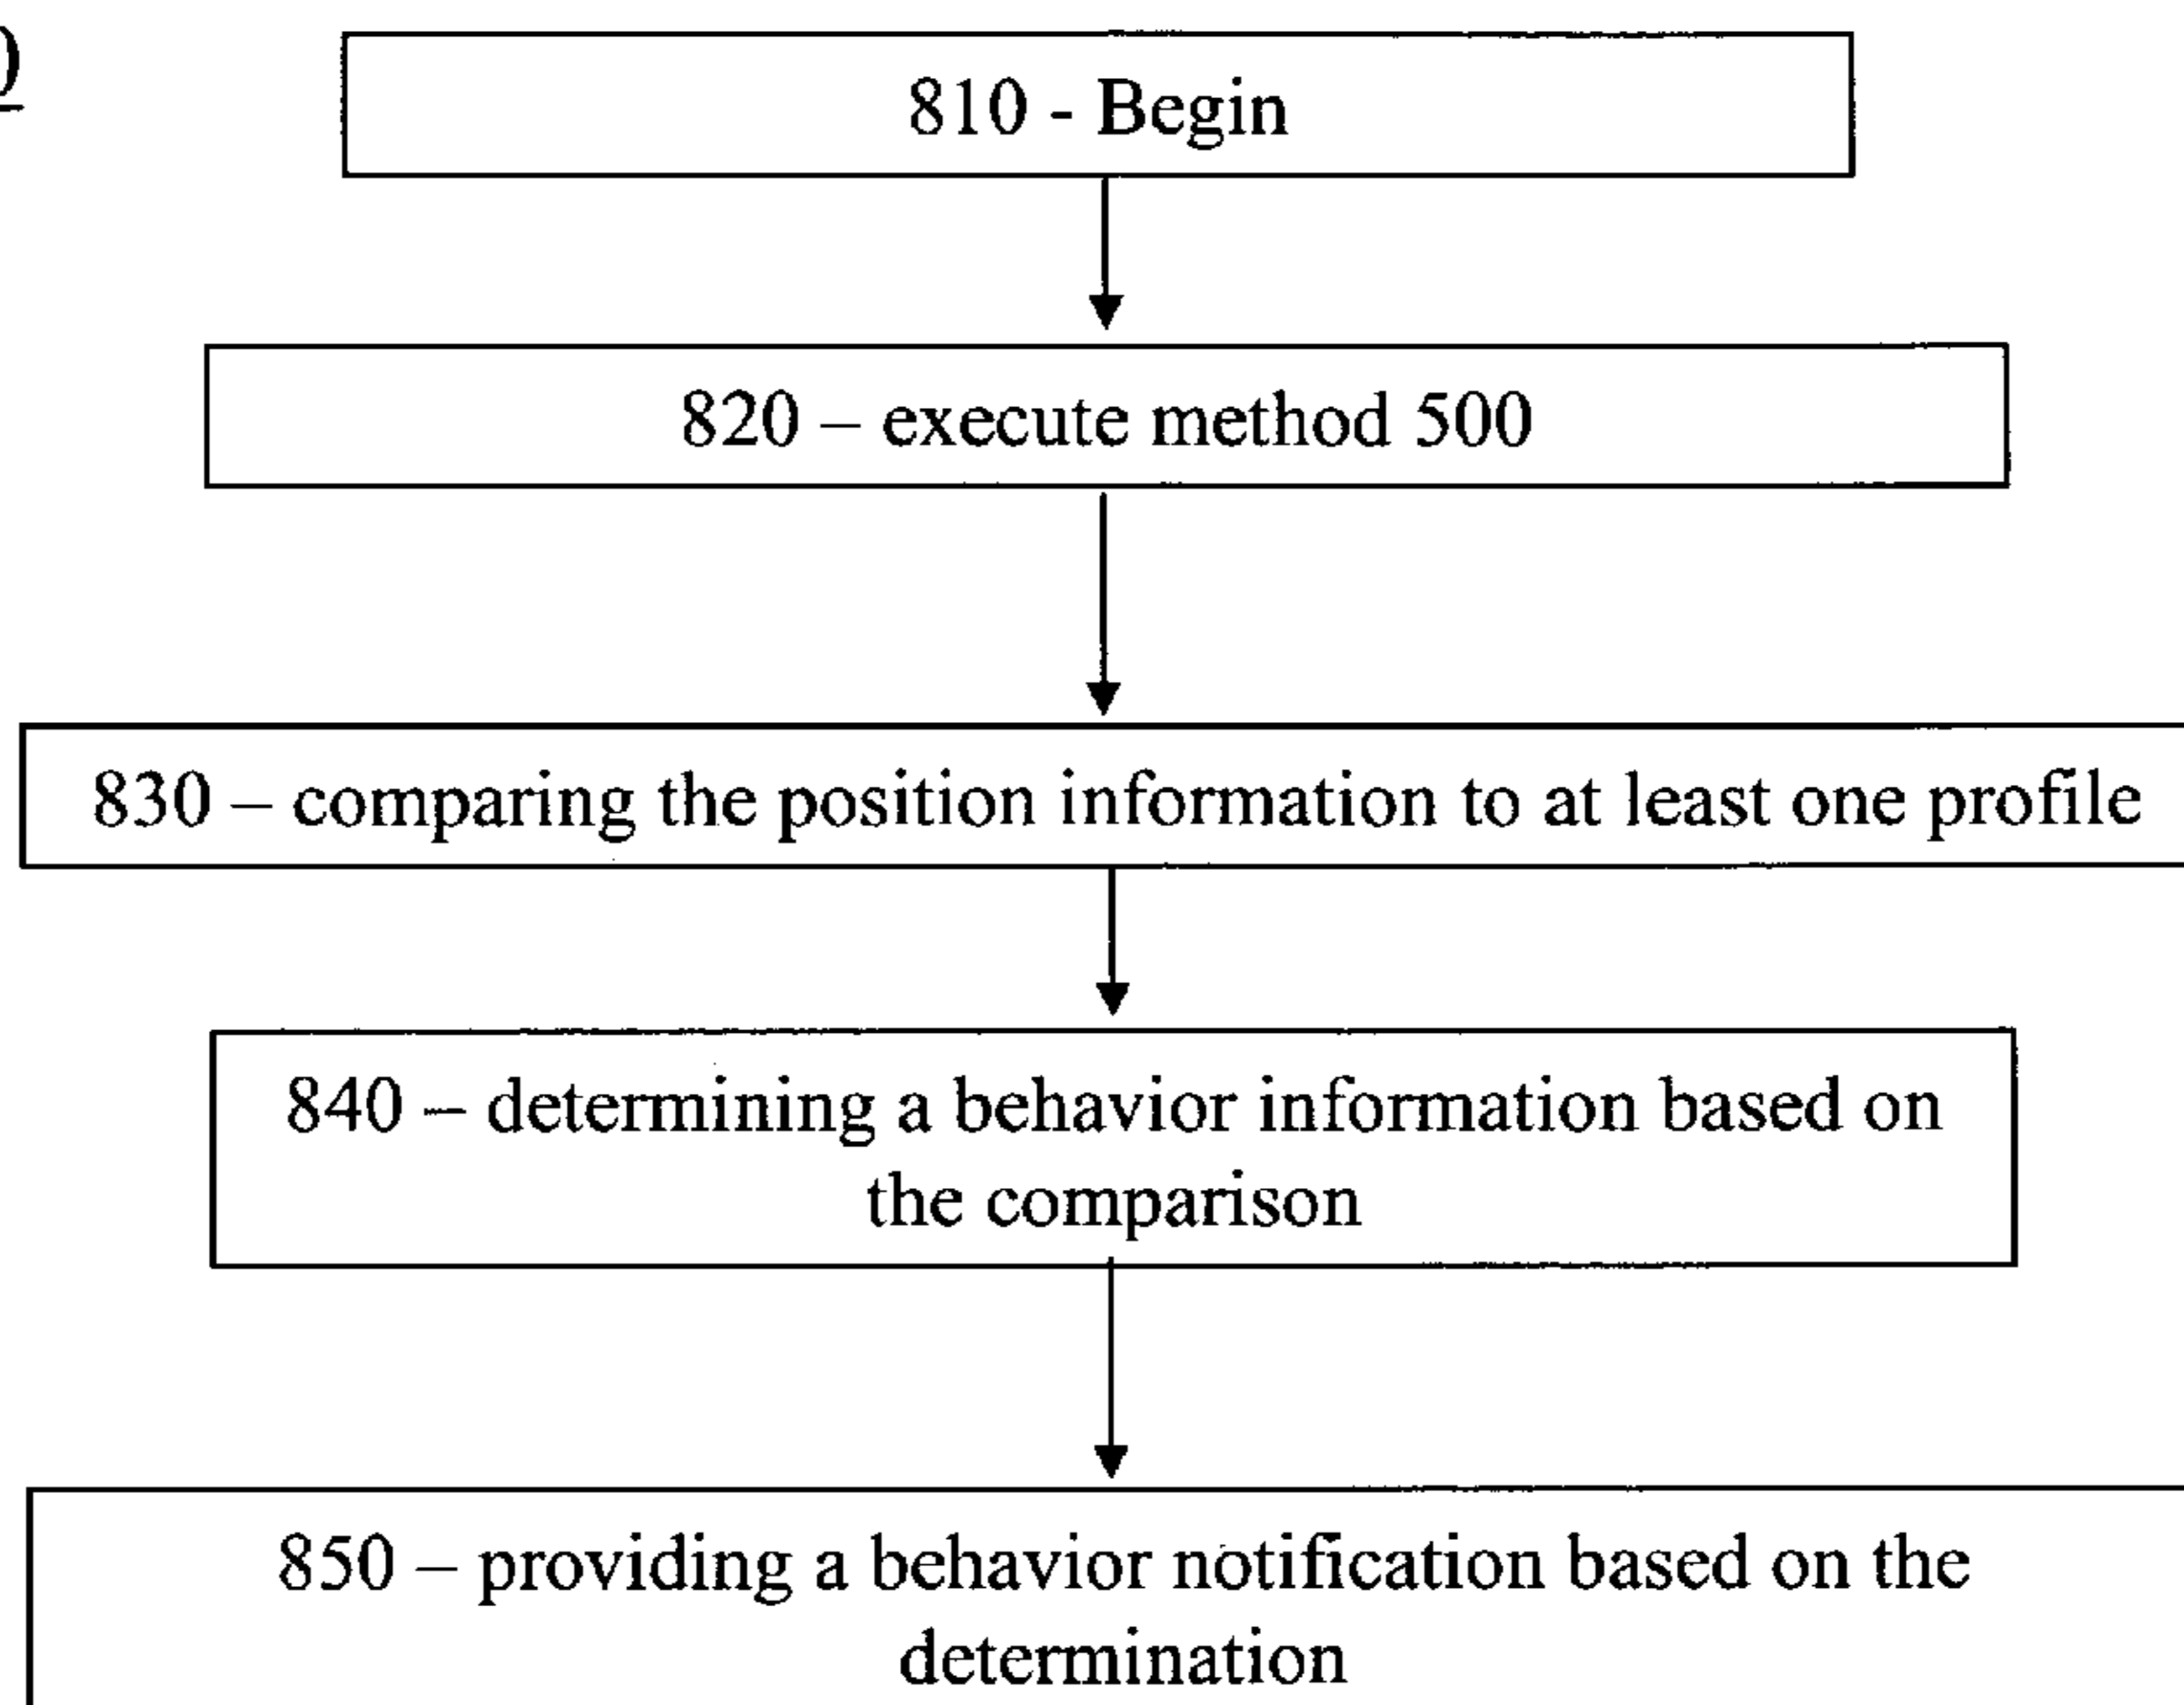 810 - Begin
820 – execute method 500
830 – comparing the position information to at least one profile
840 – determining a behavior information based on
the comparison
850 – providing a behavior notification based on the
determination